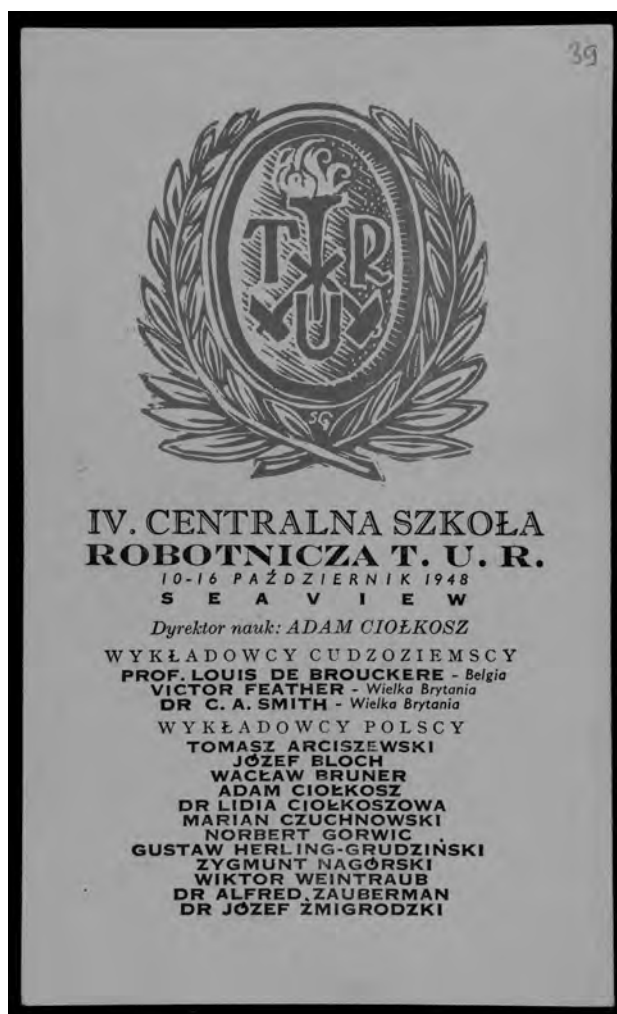 39
T U R
SG
IV. CENTRALNA SZKOŁA
ROBOTNICZA T. U. R.
10-16 PAŹDZIERNIK 1948
SEAVIEW
Dyrektor nauk: ADAM CIOŁKOSZ
WYKŁADOWCY CUDZOZIEMSCY
PROF. LOUIS DE BROUCKERE - Belgia
VICTOR FEATHER - Wielka Brytania
DR C. A. SMITH - Wielka Brytania
WYKŁADOWCY POLSCY
TOMASZ ARCISZEWSKI
JÓZEF BLOCH
WACŁAW BRUNER
ADAM CIOŁKOSZ
DR LIDIA CIOŁKOSZOWA
MARIAN CZUCHNOWSKI
NORBERT GORWIC
GUSTAW HERLING-GRUDZIŃSKI
ZYGMUNT NAGÓRSKI
WIKTOR WEINTRAUB
DR ALFRED ZAUBERMAN
DR JÓZEF ŻMIGRODZKI